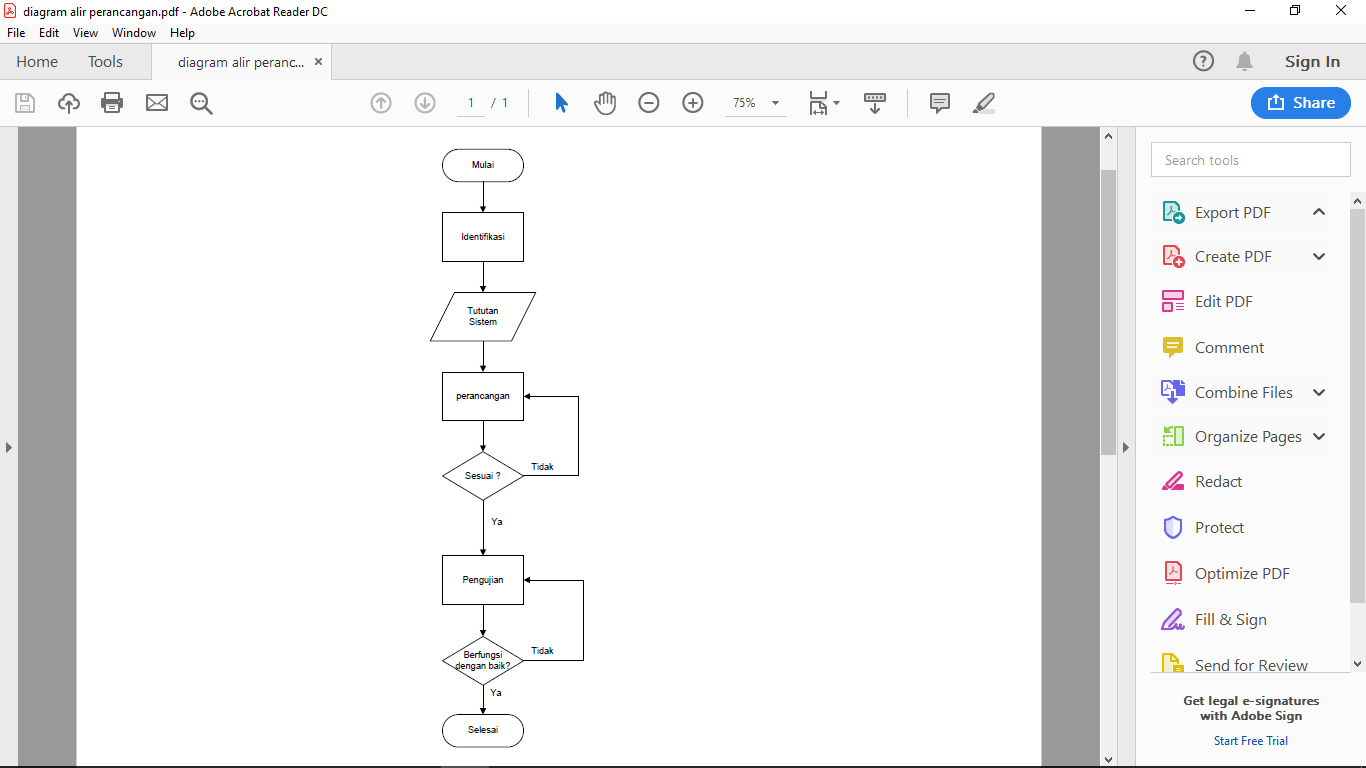 diagram alir perancangan.pdf - Adobe Acrobat Reader DC
File Edit View Window Help
Home Tools diagram alir peranc... Sign In
1 / 1 75% Share
Mulai
Identifikasi
Tututan
Sistem
perancangan
Sesuai ?
Tidak
Ya
Pengujian
Berfungsi
dengan baik?
Tidak
Ya
Selesai
Search tools
Export PDF
Create PDF
Edit PDF
Comment
Combine Files
Organize Pages
Redact
Protect
Optimize PDF
Fill & Sign
Send for Review
Get legal e-signatures
with Adobe Sign
Start Free Trial